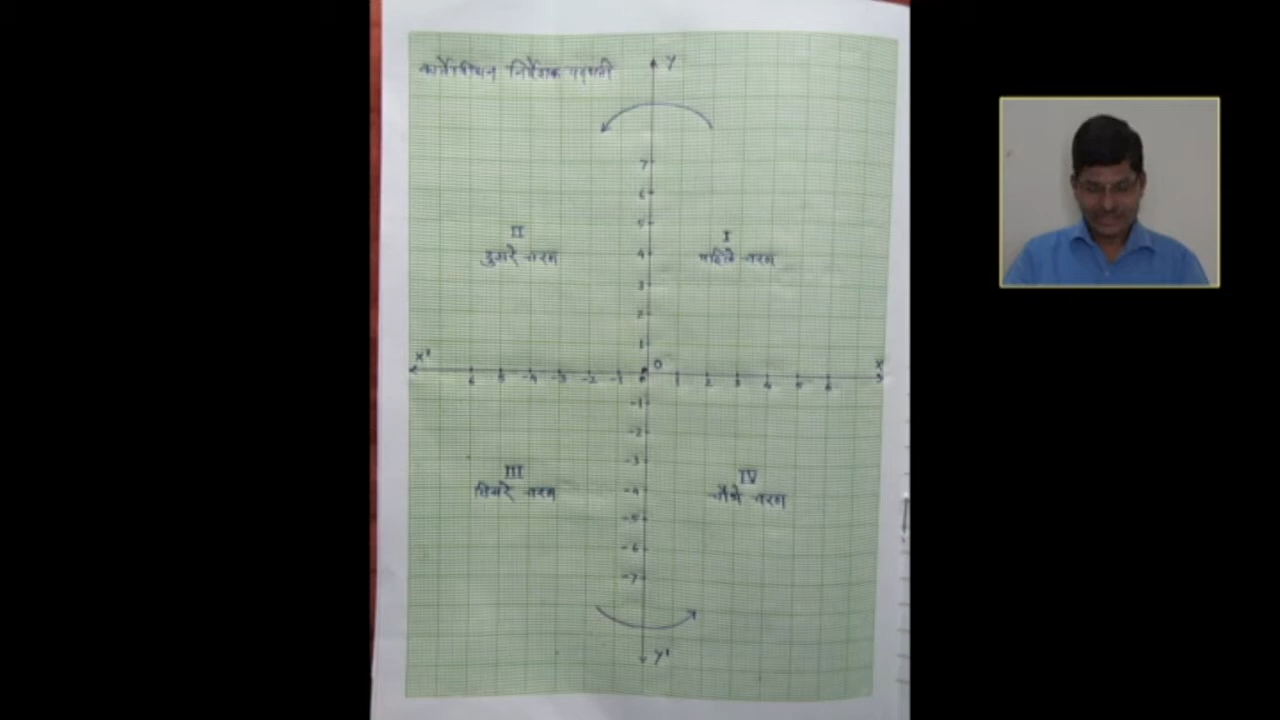 कार्तेशियन निर्देशक पद्धती
Y
7
6
5
4
3
2
1
II
दुसरे चरण
I
पहिले चरण
X'
O
X
6 5 -4 -3 -2 -1 0 1 2 3 4 5 6
-1
-2
-3
-4
-5
-6
-7
III
तिसरे चरण
IV
चौथे चरण
Y'